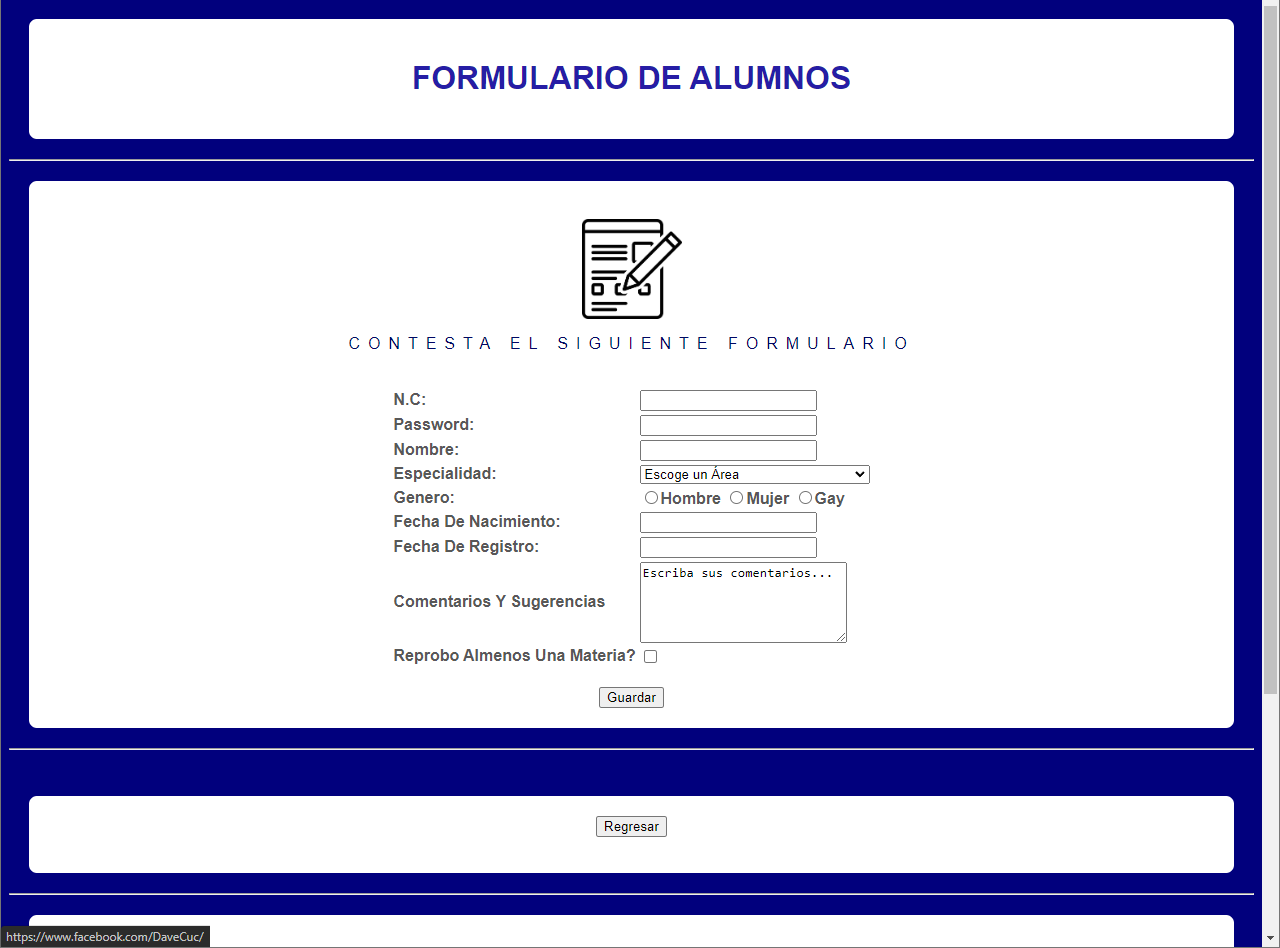 FORMULARIO DE ALUMNOS
CONTESTA EL SIGUIENTE FORMULARIO
N.C:
Password:
Nombre:
Especialidad: Escoge un Área
Genero: Hombre Mujer Gay
Fecha De Nacimiento:
Fecha De Registro:
Escriba sus comentarios...
Comentarios Y Sugerencias
Reprobo Almenos Una Materia?
Guardar
Regresar
https://www.facebook.com/DaveCuc/